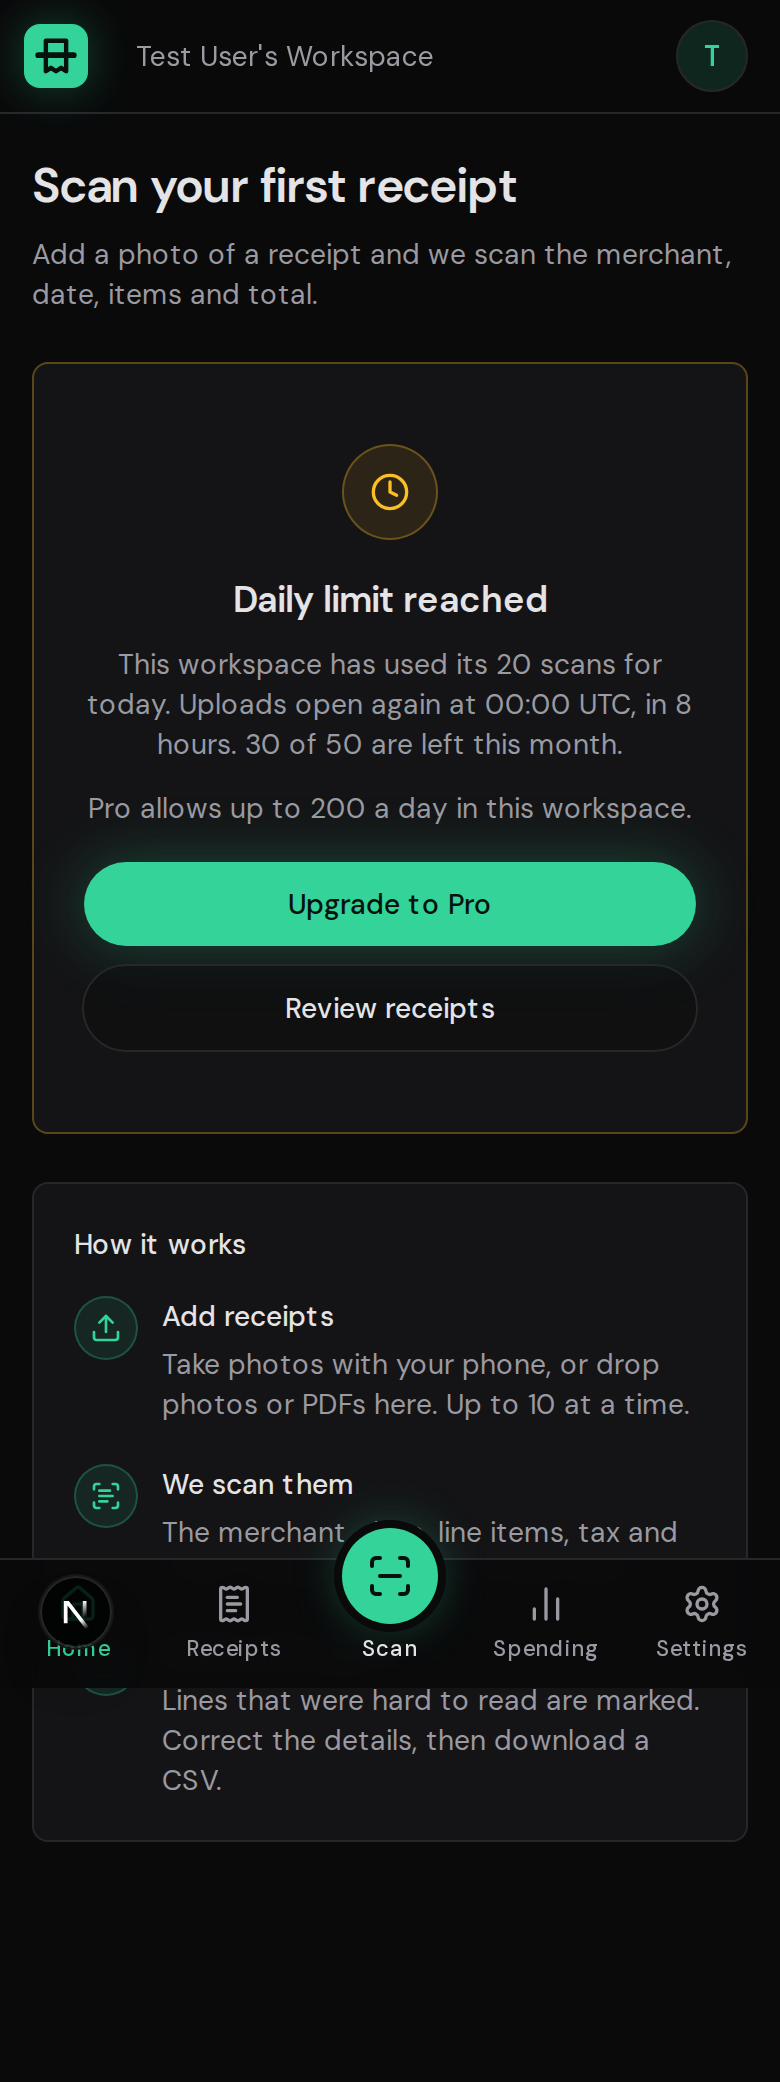 Test User's Workspace
T
Scan your first receipt
Add a photo of a receipt and we scan the merchant,
date, items and total.
Daily limit reached
This workspace has used its 20 scans for
today. Uploads open again at 00:00 UTC, in 8
hours. 30 of 50 are left this month.
Pro allows up to 200 a day in this workspace.
Upgrade to Pro
Review receipts
How it works
Add receipts
Take photos with your phone, or drop
photos or PDFs here. Up to 10 at a time.
We scan them
The merchant line items, tax and
N
Home
Receipts
Scan
Spending
Settings
Lines that were hard to read are marked.
Correct the details, then download a
CSV.